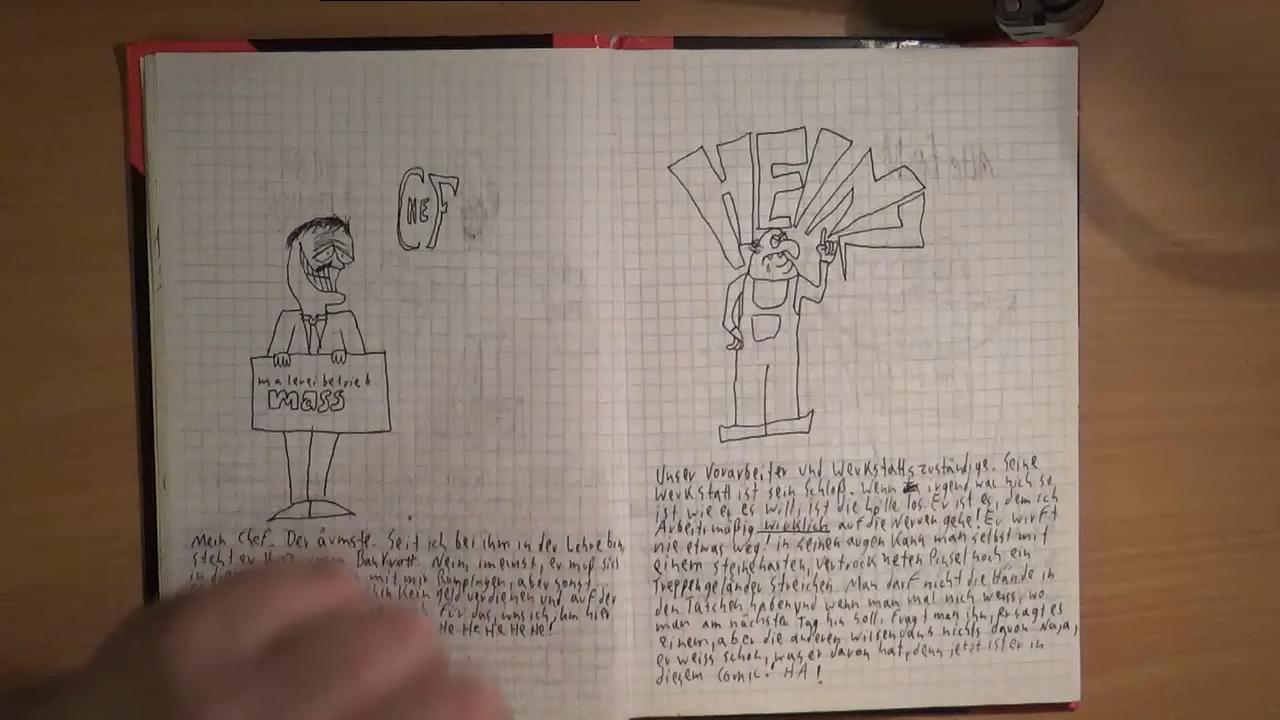 CHEF
malereibetrieb
mass
Mein Chef. Der ärmste. Seit ich bei ihm in der Lehre bin,
steht er Bankrott. Nein, im ernst, er muß sich
in mit mir Rumplagen, aber sonst
kein geld verdienen und auf der
für das, was ich, um hier
He He He He He!
HEINZ
Unser Vorarbeiter und Werkstattszuständige. Seine
Werkstatt ist sein Schloß. Wenn irgend was nich so
ist wie er es will, ist die hölle los. Er ist es, dem ich
Arbeitsmäßig wirklich auf die Nerven gehe! Er wirft
nie etwas weg! in seinen augen kann man selbst mit
einem steineharten, vertrockneten Pinsel noch ein
Treppengeländer streichen. Man darf nicht die Hände in
den Taschen haben und wenn man mal nich weiss, wo
man am nächsten Tag hin soll, fragt man ihn, er sagt es
einem, aber die anderen wissen dann nichts davon. Naja,
er weiss schon, was er davon hat, denn jetzt ist er in
diesem Comic! HA!